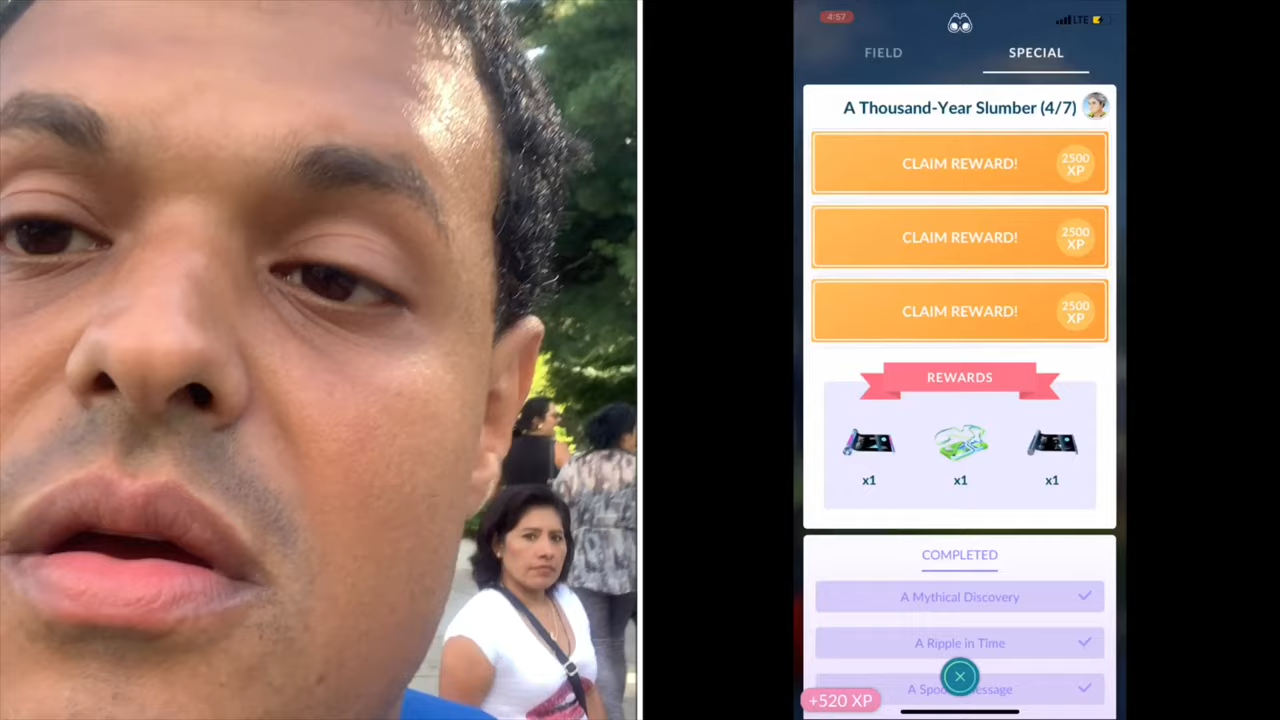 4:57
LTE
FIELD
SPECIAL
A Thousand-Year Slumber (4/7)
CLAIM REWARD!
2500
XP
CLAIM REWARD!
2500
XP
CLAIM REWARD!
2500
XP
REWARDS
x1
x1
x1
COMPLETED
A Mythical Discovery
A Ripple in Time
+520 XP